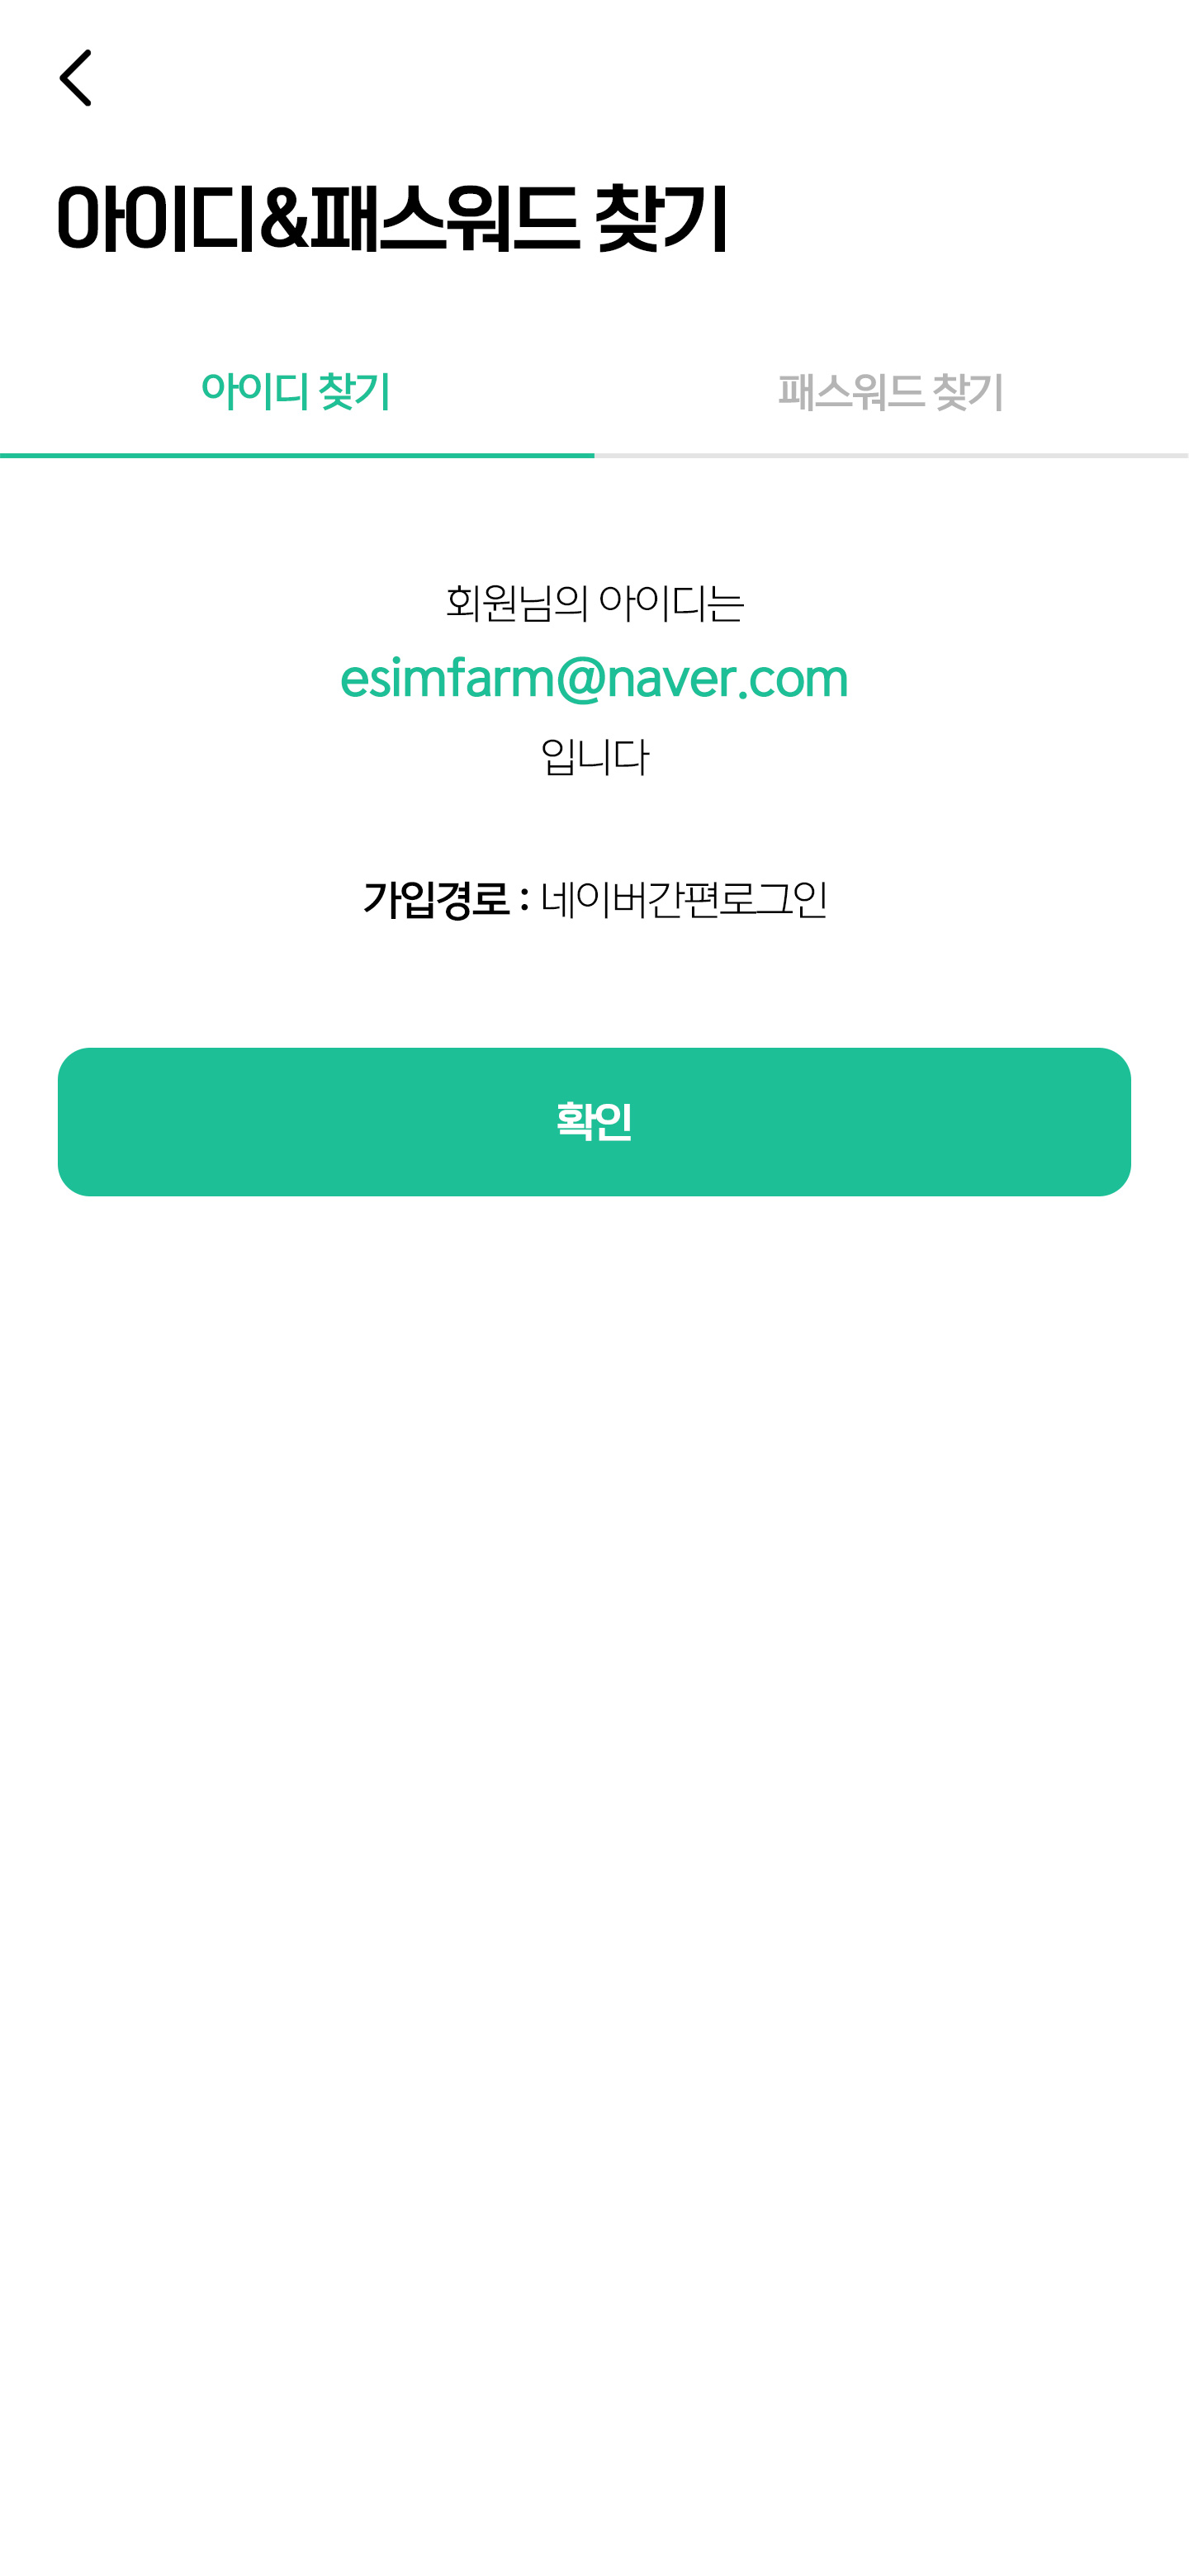 아이디&패스워드 찾기
아이디 찾기 패스워드 찾기
회원님의 아이디는
esimfarm@naver.com
입니다
가입경로 : 네이버간편로그인
확인